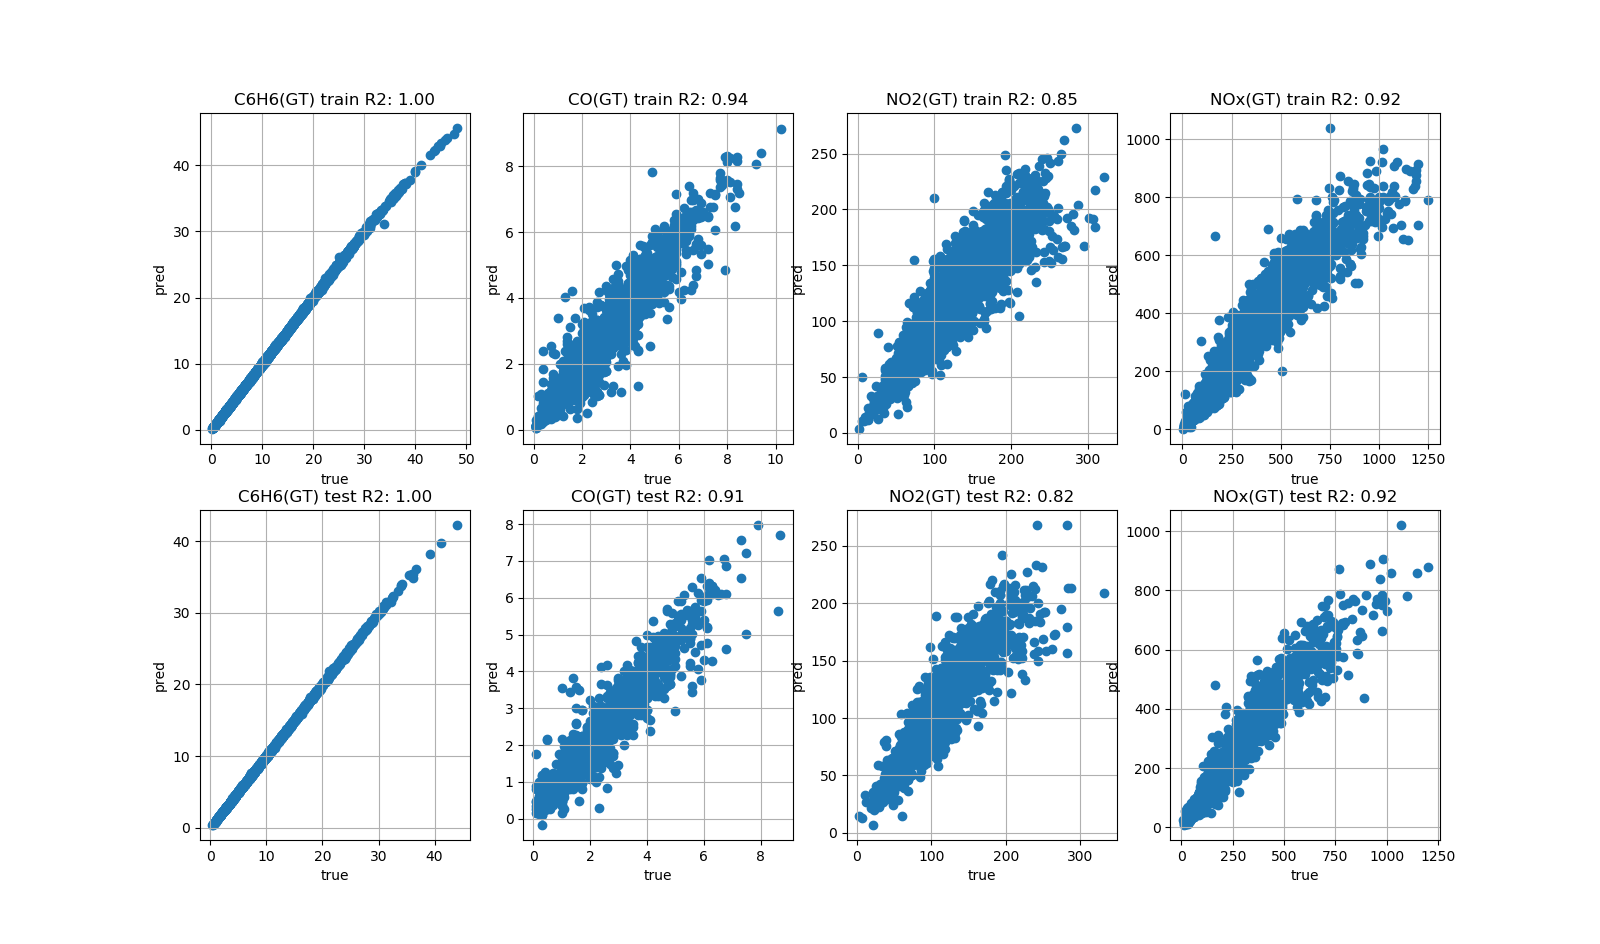 C6H6(GT) train R2: 1.00
CO(GT) train R2: 0.94
NO2(GT) train R2: 0.85
NOx(GT) train R2: 0.92
pred
40
30
20
10
0
0 10 20 30 40 50
true
pred
8
6
4
2
0
0 2 4 6 8 10
true
pred
250
200
150
100
50
0
0 100 200 300
true
pred
1000
800
600
400
200
0
0 250 500 750 1000 1250
true
C6H6(GT) test R2: 1.00
CO(GT) test R2: 0.91
NO2(GT) test R2: 0.82
NOx(GT) test R2: 0.92
pred
40
30
20
10
0
0 10 20 30 40
true
pred
8
7
6
5
4
3
2
1
0
0 2 4 6 8
true
pred
250
200
150
100
50
0
0 100 200 300
true
pred
1000
800
600
400
200
0
0 250 500 750 1000 1250
true